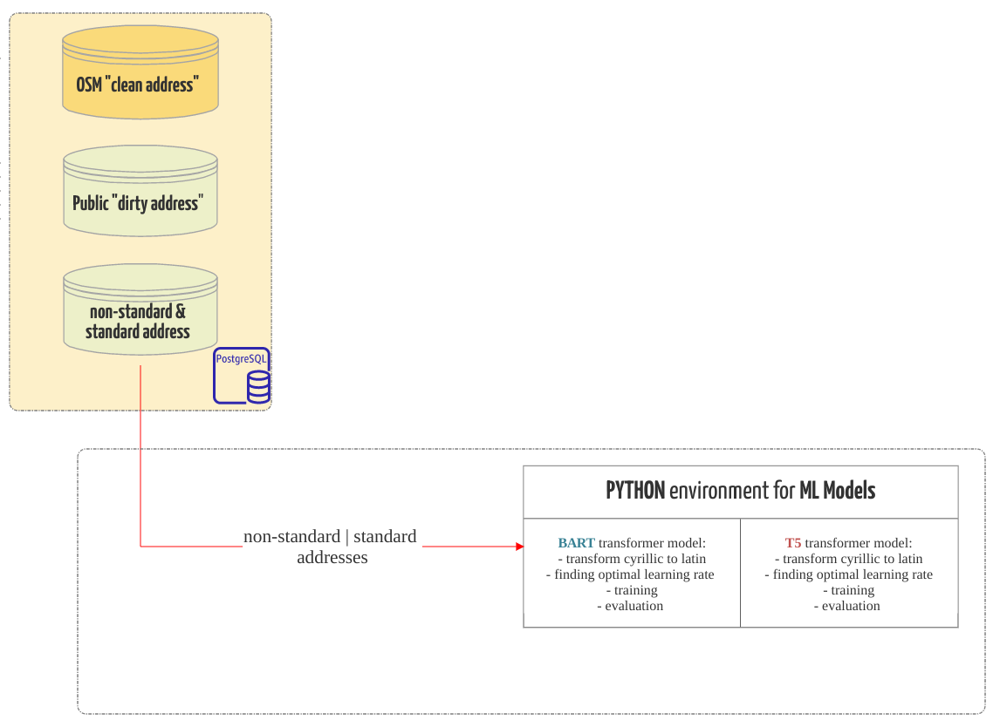 OSM "clean address"
Public "dirty address"
non-standard &
standard address
PostgreSQL
non-standard | standard
addresses
PYTHON environment for ML Models
BART transformer model:
- transform cyrillic to latin
- finding optimal learning rate
- training
- evaluation
T5 transformer model:
- transform cyrillic to latin
- finding optimal learning rate
- training
- evaluation